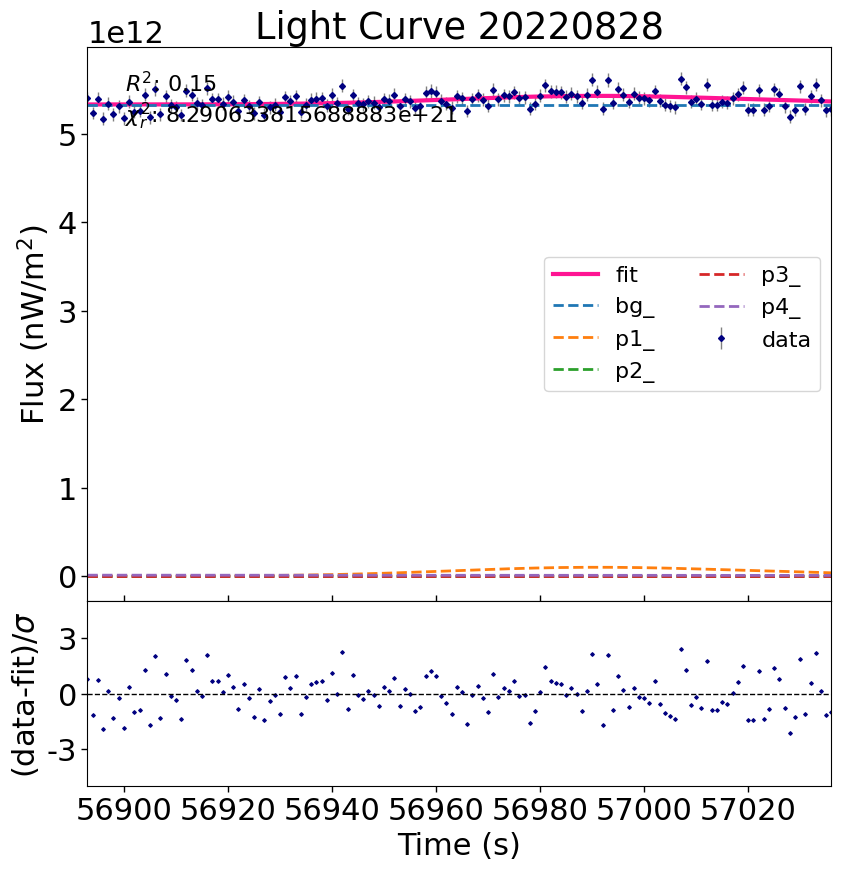 Light Curve 20220828
1e12
R²: 0.15
χᵣ²: 8.290633815688883e+21
5
4
3
2
1
0
Flux (nW/m²)
fit
bg_
p1_
p2_
p3_
p4_
data
3
0
-3
(data-fit)/σ
56900 56920 56940 56960 56980 57000 57020
Time (s)